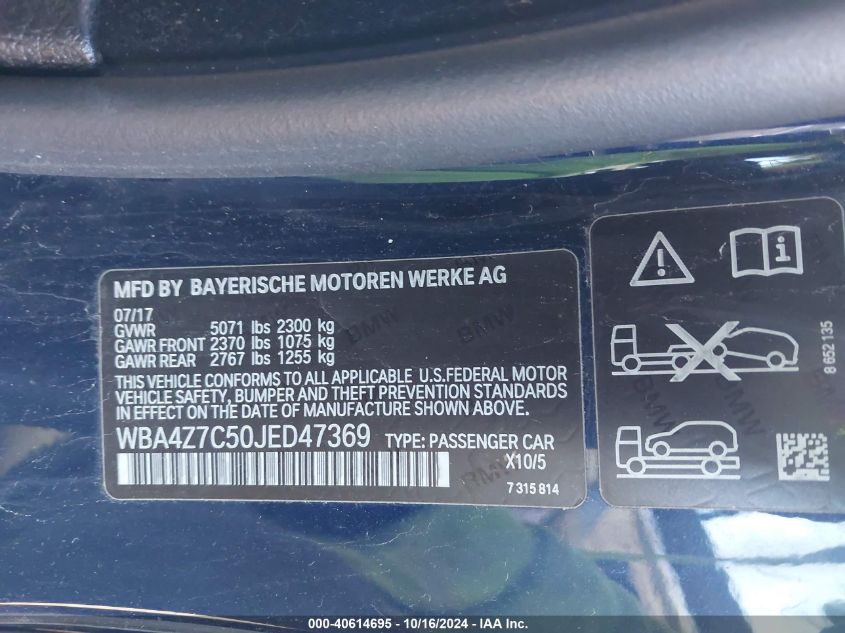 MFD BY BAYERISCHE MOTOREN WERKE AG
07/17
GVWR 5071 lbs 2300 kg
GAWR FRONT 2370 lbs 1075 kg
GAWR REAR 2767 lbs 1255 kg
THIS VEHICLE CONFORMS TO ALL APPLICABLE U.S.FEDERAL MOTOR
VEHICLE SAFETY, BUMPER AND THEFT PREVENTION STANDARDS
IN EFFECT ON THE DATE OF MANUFACTURE SHOWN ABOVE.
WBA4Z7C50JED47369 TYPE: PASSENGER CAR
X10/5
7 315 814
8 652 135
BMW
BMW
BMW
000-40614695 - 10/16/2024 - IAA Inc.